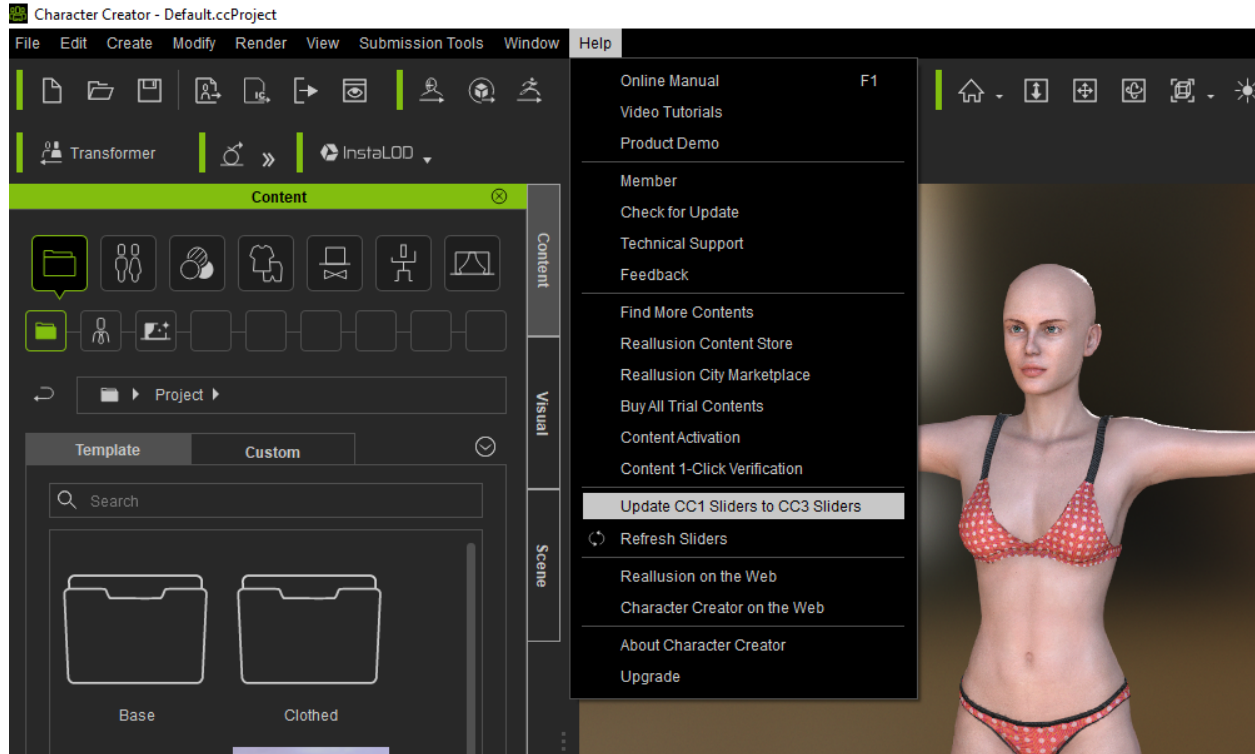 Character Creator - Default.ccProject
File Edit Create Modify Render View Submission Tools Window Help
Transformer
InstaLOD
Content
Project
Template Custom
Search
Base Clothed
Content
Visual
Scene
Online Manual F1
Video Tutorials
Product Demo
Member
Check for Update
Technical Support
Feedback
Find More Contents
Reallusion Content Store
Reallusion City Marketplace
Buy All Trial Contents
Content Activation
Content 1-Click Verification
Update CC1 Sliders to CC3 Sliders
Refresh Sliders
Reallusion on the Web
Character Creator on the Web
About Character Creator
Upgrade